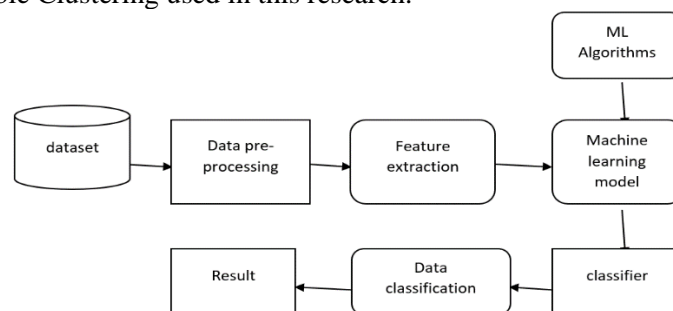 Clustering used in this research.
ML
Algorithms
dataset
Data pre-
processing
Feature
extraction
Machine
learning
model
Result
Data
classification
classifier